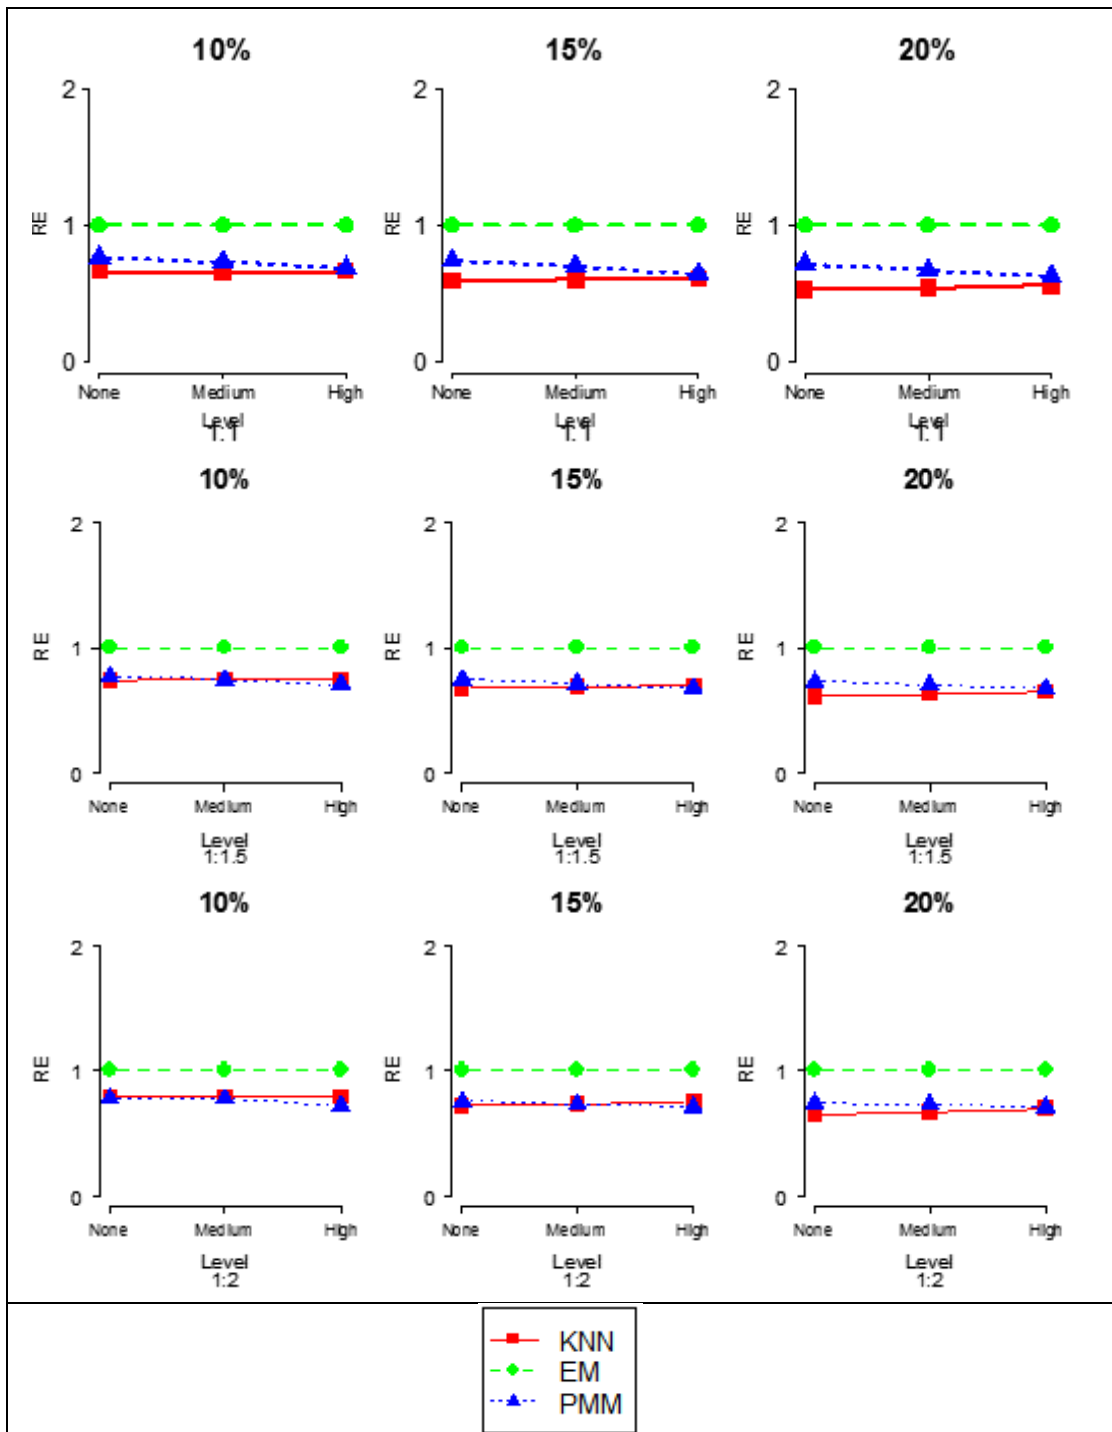 10% 15% 20%
2 2 2
RE 1 RE 1 RE 1
0 0 0
None Medium High None Medium High None Medium High
Level Level Level
1:1 1:1 1:1
10% 15% 20%
2 2 2
RE 1 RE 1 RE 1
0 0 0
None Medium High None Medium High None Medium High
Level Level Level
1:1.5 1:1.5 1:1.5
10% 15% 20%
2 2 2
RE 1 RE 1 RE 1
0 0 0
None Medium High None Medium High None Medium High
Level Level Level
1:2 1:2 1:2
KNN
EM
PMM